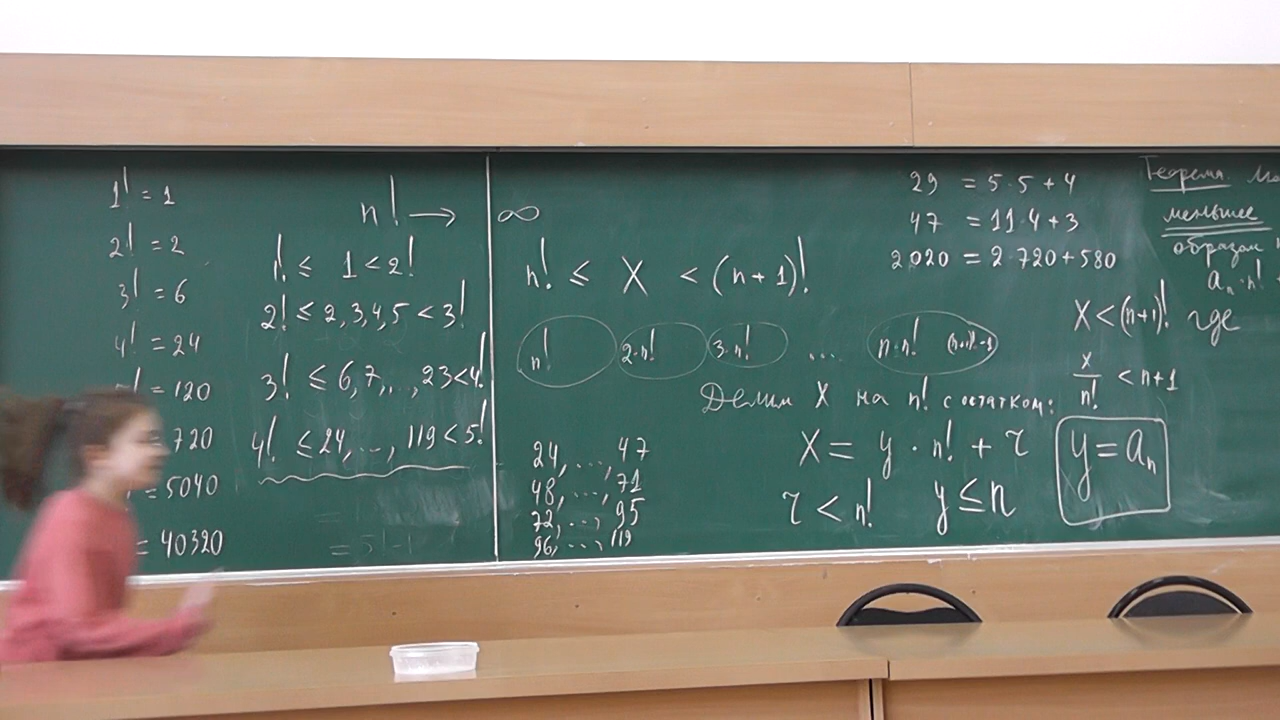 1! = 1
2! = 2
3! = 6
4! = 24
! = 120
720
= 5040
= 40320
n! → ∞
1! ≤ 1 < 2!
2! ≤ 2,3,4,5 < 3!
3! ≤ 6,7,..., 23 < 4!
4! ≤ 24, ..., 119 < 5!
= 5! - 1
n! ≤ X < (n+1)!
n! 2·n! 3·n! ... n·n! (n+1)!-1
Делим X на n! с остатком:
24, ..., 47
48, ..., 71
72, ..., 95
96, ..., 119
X = y · n! + r
r < n! y ≤ n
29 = 5·5 + 4
47 = 11·4 + 3
2020 = 2·720 + 580
Теорема.
меньшее
образом
aₙ·n!
X < (n+1)! где
x/n! < n+1
y = aₙ